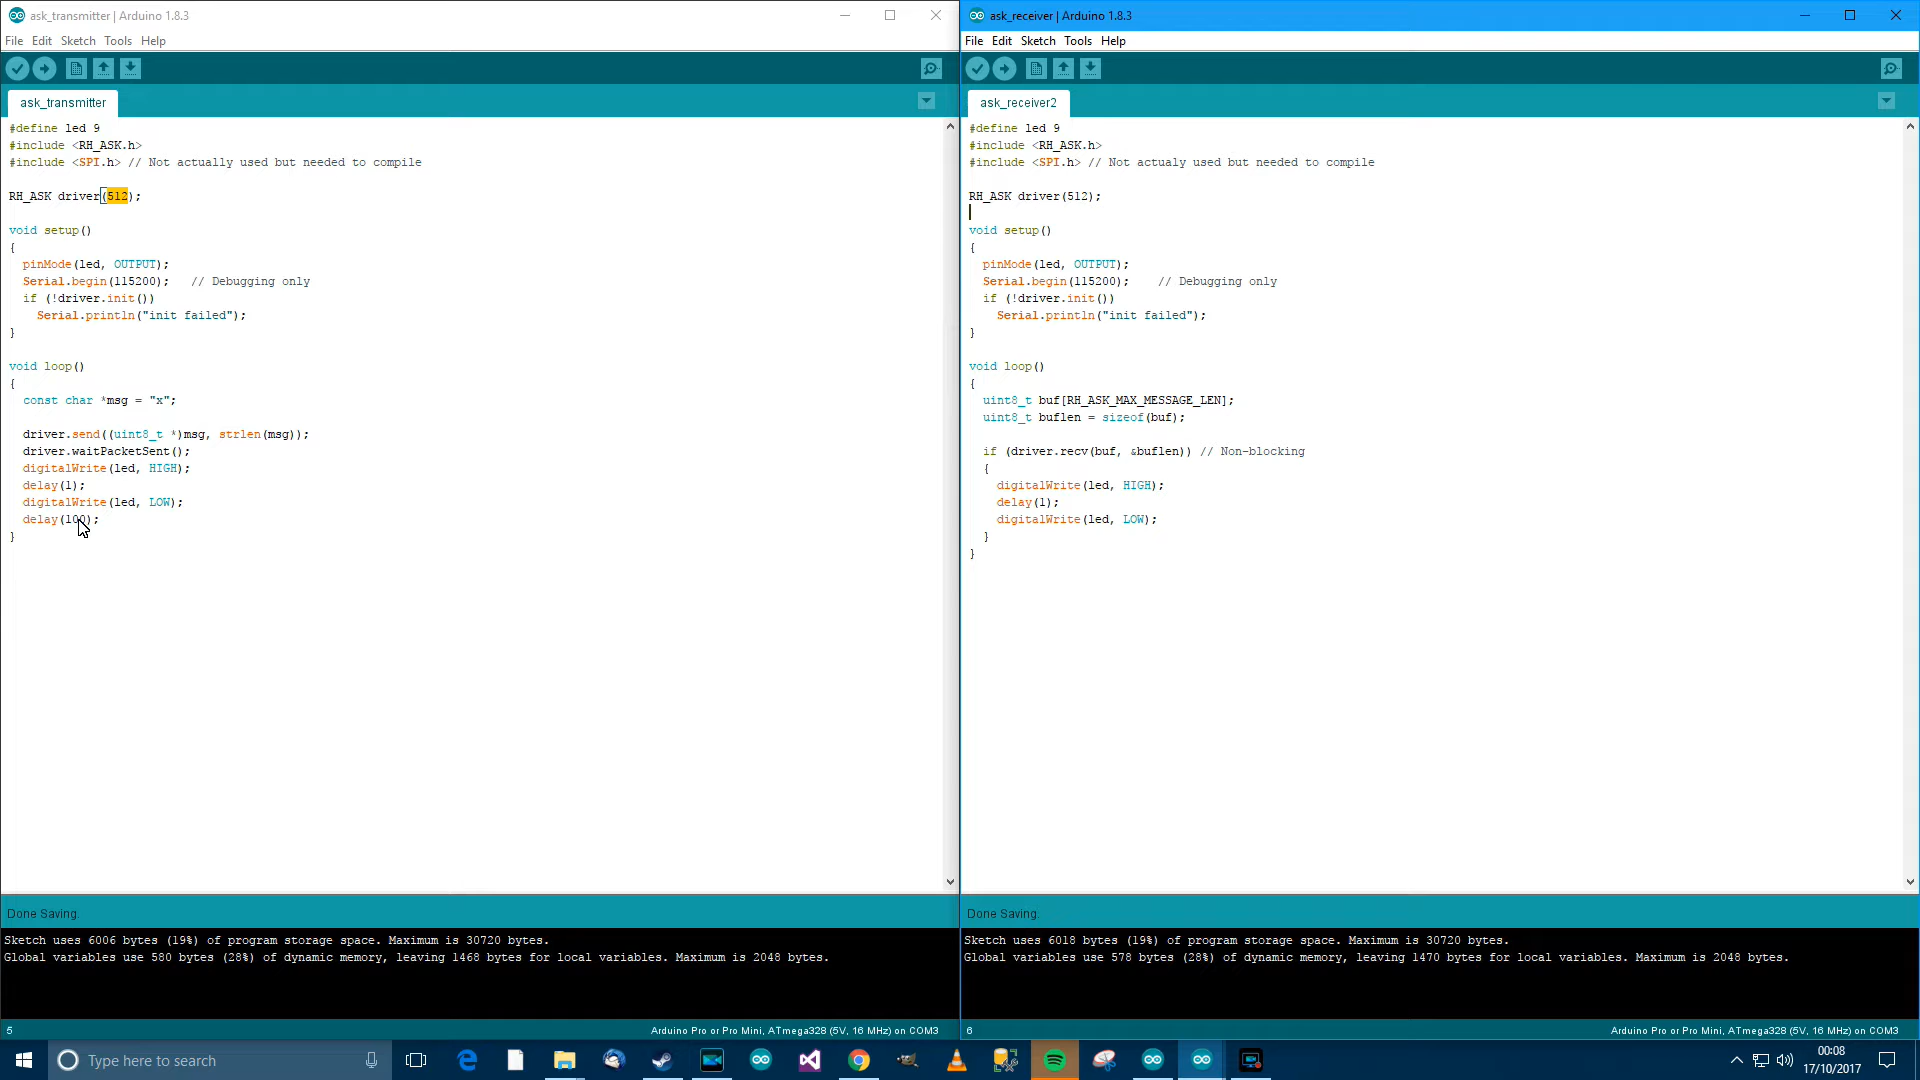 ask_transmitter | Arduino 1.8.3
File Edit Sketch Tools Help
ask_transmitter
#define led 9
#include <RH_ASK.h>
#include <SPI.h> // Not actually used but needed to compile
RH_ASK driver(512);
void setup()
{
pinMode(led, OUTPUT);
Serial.begin(115200);   // Debugging only
if (!driver.init())
Serial.println("init failed");
}
void loop()
{
const char *msg = "x";
driver.send((uint8_t *)msg, strlen(msg));
driver.waitPacketSent();
digitalWrite(led, HIGH);
delay(1);
digitalWrite(led, LOW);
delay(100);
}
Done Saving.
Sketch uses 6006 bytes (19%) of program storage space. Maximum is 30720 bytes.
Global variables use 580 bytes (28%) of dynamic memory, leaving 1468 bytes for local variables. Maximum is 2048 bytes.
5
Arduino Pro or Pro Mini, ATmega328 (5V, 16 MHz) on COM3
ask_receiver | Arduino 1.8.3
File Edit Sketch Tools Help
ask_receiver2
#define led 9
#include <RH_ASK.h>
#include <SPI.h> // Not actualy used but needed to compile
RH_ASK driver(512);
void setup()
{
pinMode(led, OUTPUT);
Serial.begin(115200);    // Debugging only
if (!driver.init())
Serial.println("init failed");
}
void loop()
{
uint8_t buf[RH_ASK_MAX_MESSAGE_LEN];
uint8_t buflen = sizeof(buf);
if (driver.recv(buf, &buflen)) // Non-blocking
{
digitalWrite(led, HIGH);
delay(1);
digitalWrite(led, LOW);
}
}
Done Saving.
Sketch uses 6018 bytes (19%) of program storage space. Maximum is 30720 bytes.
Global variables use 578 bytes (28%) of dynamic memory, leaving 1470 bytes for local variables. Maximum is 2048 bytes.
6
Arduino Pro or Pro Mini, ATmega328 (5V, 16 MHz) on COM3
Type here to search
00:08
17/10/2017